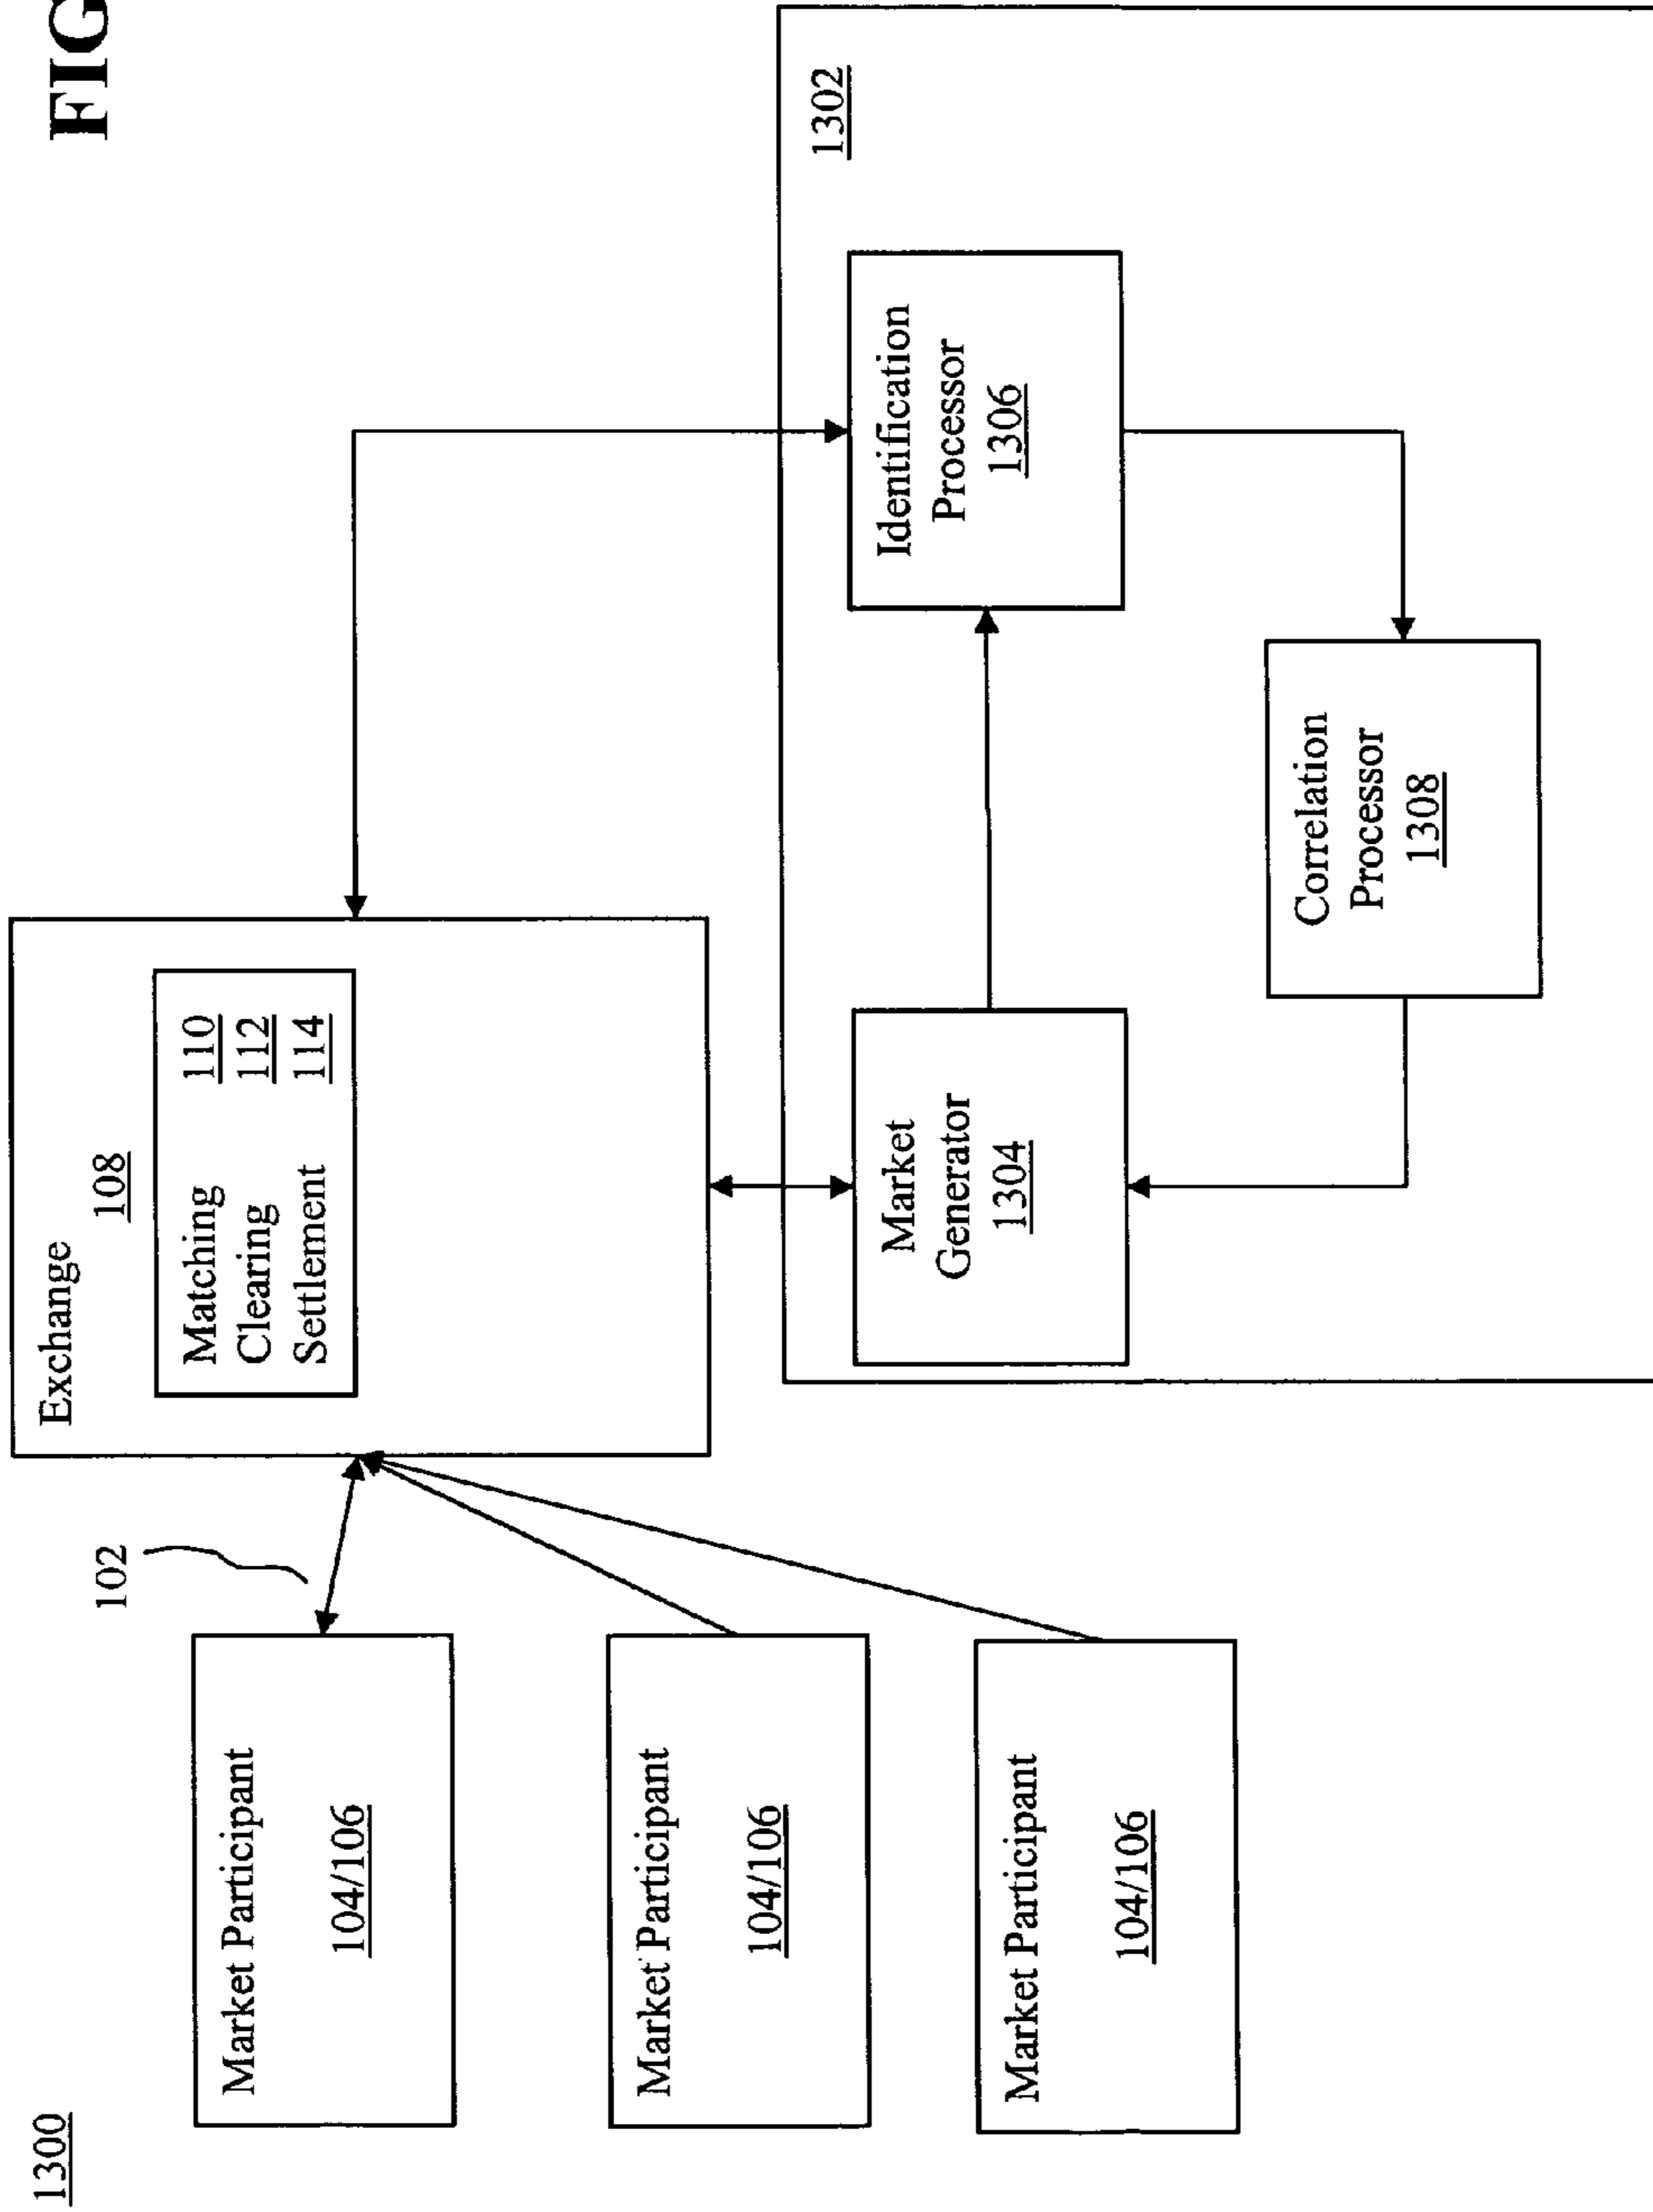 FIG
1300
Market Participant
104/106
Market Participant
104/106
Market Participant
104/106
102
Exchange
108
Matching 110
Clearing 112
Settlement 114
1302
Market
Generator
1304
Identification
Processor
1306
Correlation
Processor
1308